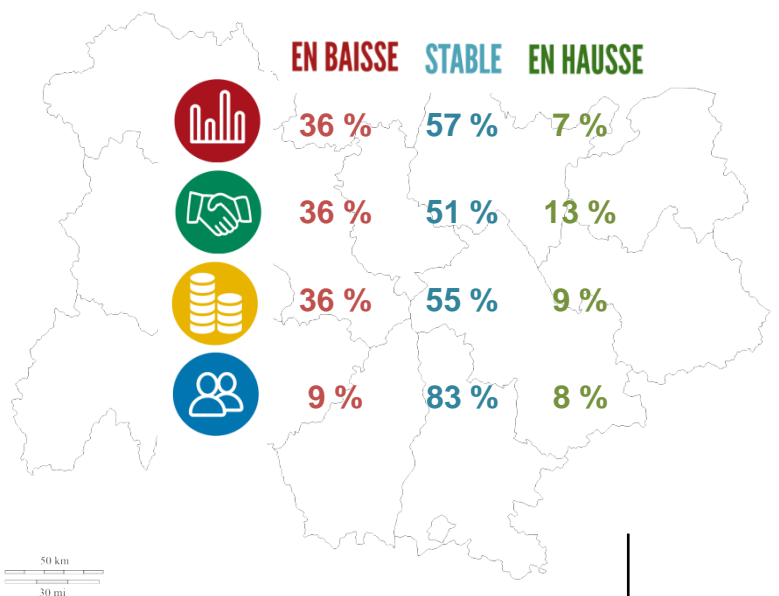 EN BAISSE STABLE EN HAUSSE
36 % 57 % 7 %
36 % 51 % 13 %
36 % 55 % 9 %
9 % 83 % 8 %
50 km
30 mi